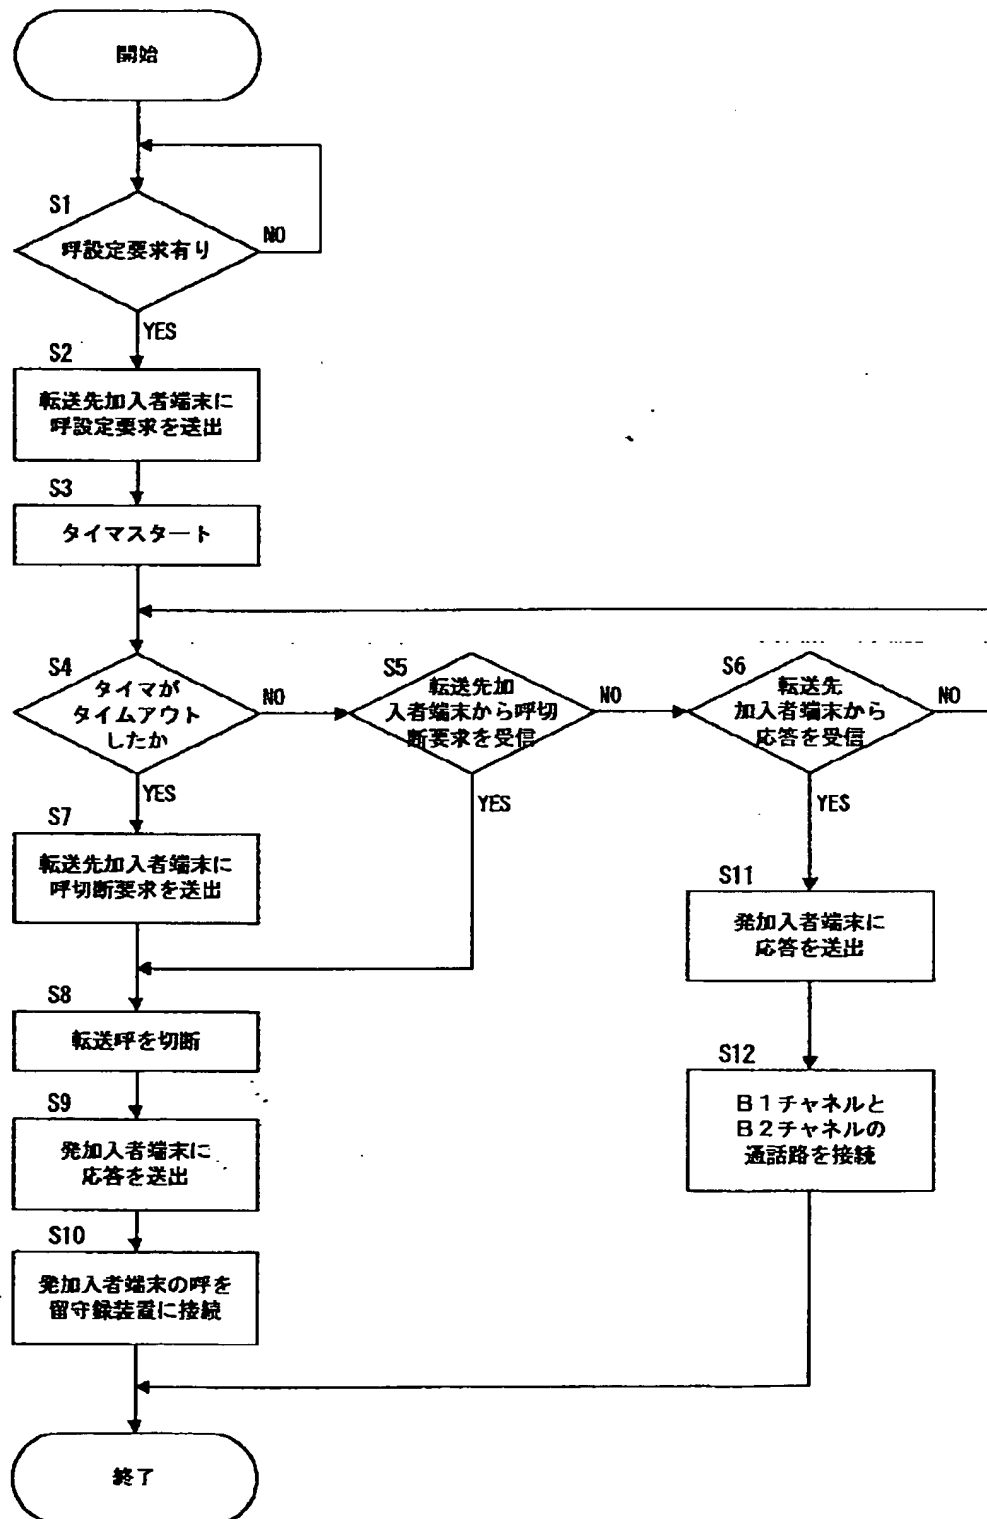 開始
S1
呼設定要求有り
NO
YES
S2
転送先加入者端末に
呼設定要求を送出
S3
タイマスタート
S4
タイマが
タイムアウト
したか
NO
YES
S5
転送先加
入者端末から呼切
断要求を受信
NO
YES
S6
転送先
加入者端末から
応答を受信
NO
YES
S7
転送先加入者端末に
呼切断要求を送出
S8
転送呼を切断
S9
発加入者端末に
応答を送出
S10
発加入者端末の呼を
留守録装置に接続
S11
発加入者端末に
応答を送出
S12
B1チャネルと
B2チャネルの
通話路を接続
終了